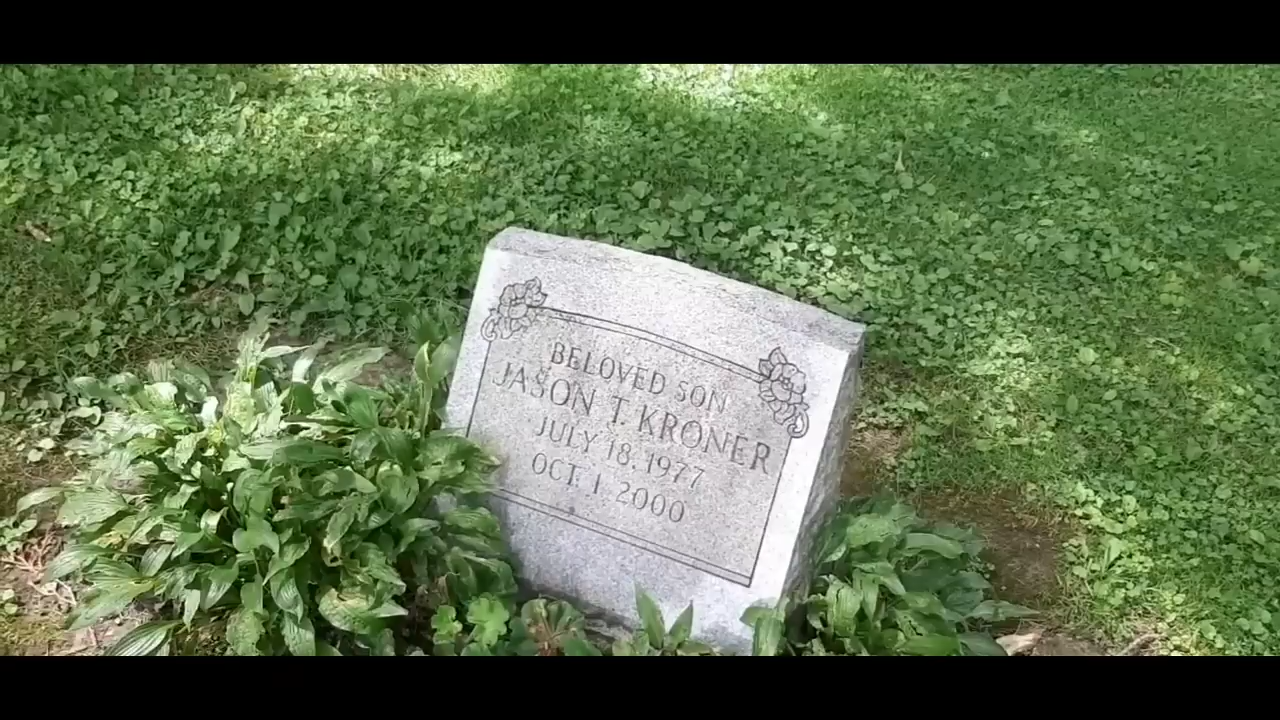 BELOVED SON
JASON T. KRONER
JULY 18, 1977
OCT. 1, 2000